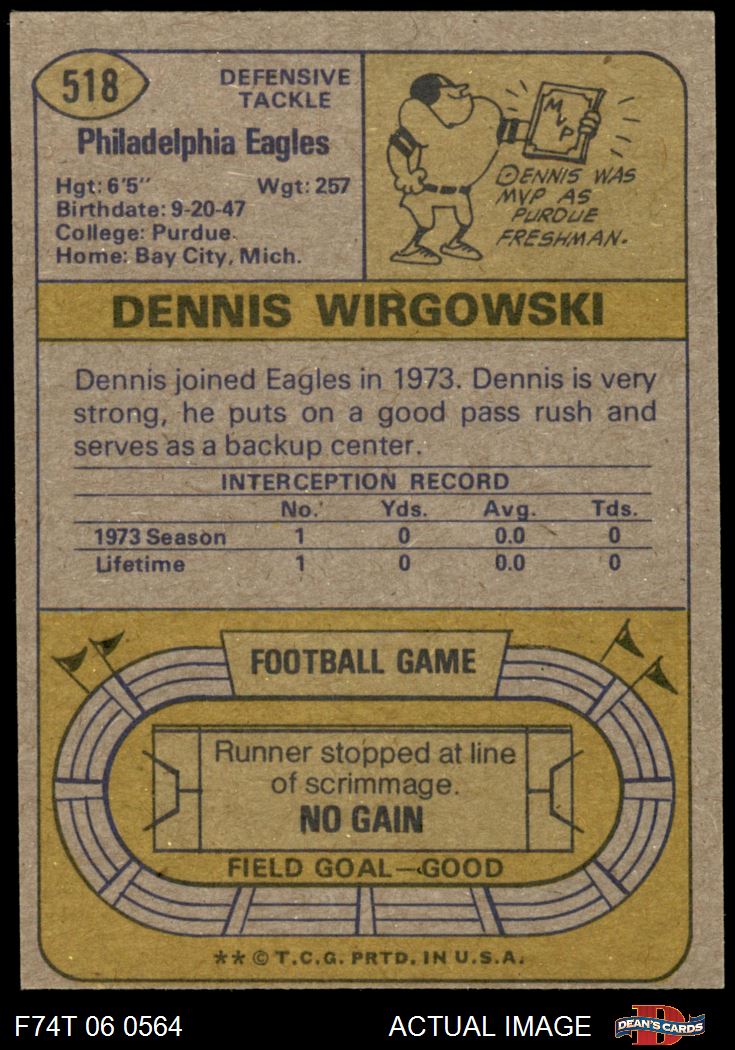 518
DEFENSIVE
TACKLE
Philadelphia Eagles
Hgt: 6'5" Wgt: 257
Birthdate: 9-20-47
College: Purdue.
Home: Bay City, Mich.
MVP
DENNIS WAS
MVP AS
PURDUE
FRESHMAN.
DENNIS WIRGOWSKI
Dennis joined Eagles in 1973. Dennis is very
strong, he puts on a good pass rush and
serves as a backup center.
INTERCEPTION RECORD
No. Yds. Avg. Tds.
1973 Season 1 0 0.0 0
Lifetime 1 0 0.0 0
FOOTBALL GAME
Runner stopped at line
of scrimmage.
NO GAIN
FIELD GOAL—GOOD
** © T.C.G. PRTD. IN U.S.A.
F74T 06 0564 ACTUAL IMAGE
D
DEAN'S CARDS